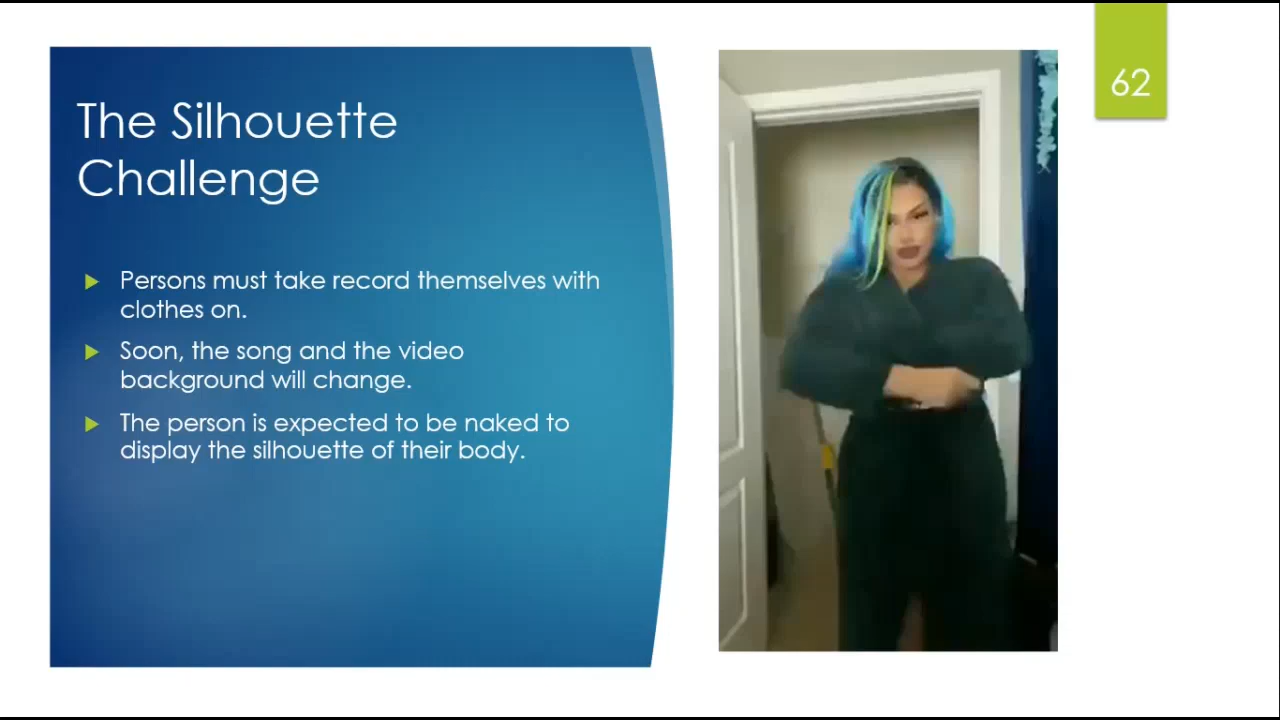 62
The Silhouette
Challenge
Persons must take record themselves with
clothes on.
Soon, the song and the video
background will change.
The person is expected to be naked to
display the silhouette of their body.